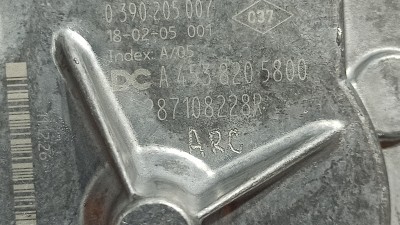 0 390 205 007
037
18-02-05 001
Index: A/05
DC A 453 820 5800
287108228R
ARC